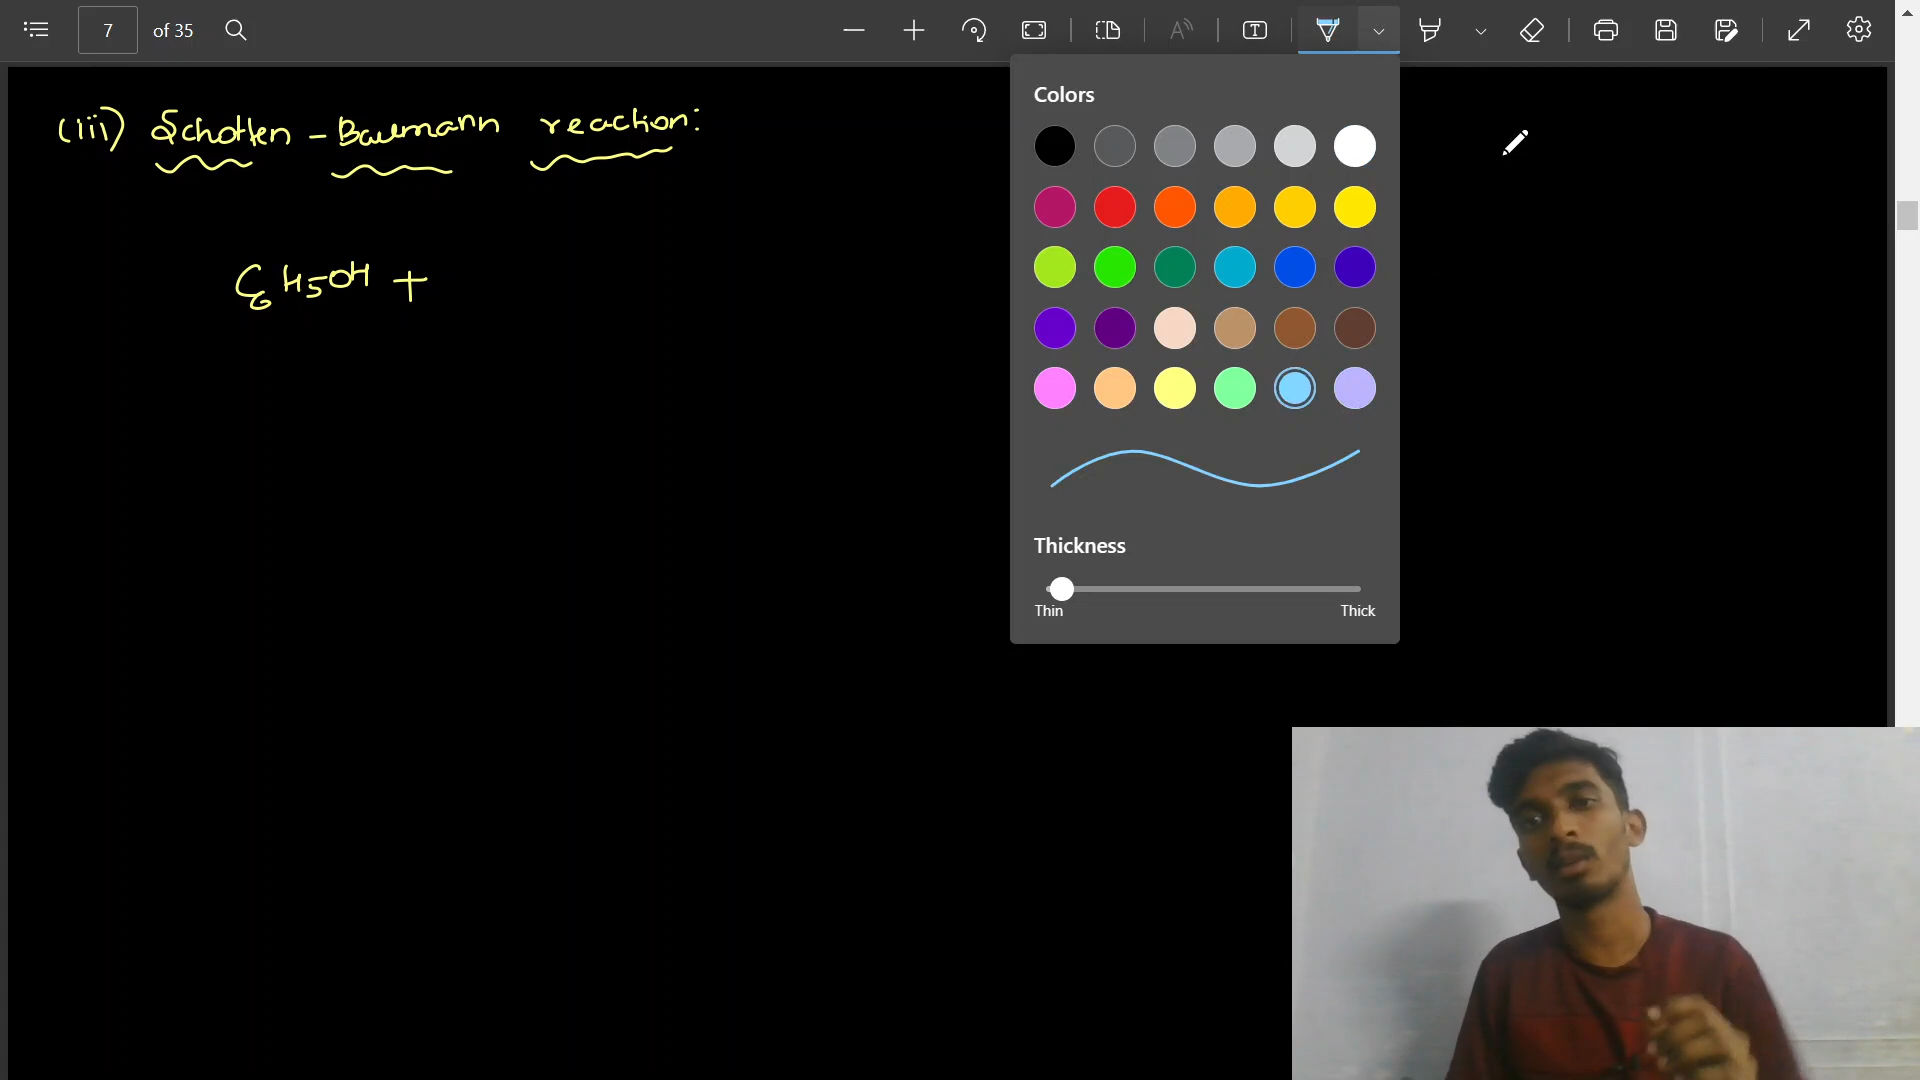 7 of 35
Colors
(iii) Schotten - Baumann reaction:
C6H5OH +
Thickness
Thin Thick